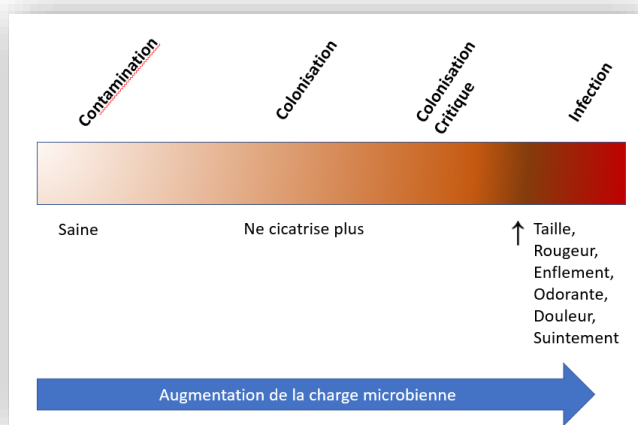 Contamination
Colonisation
Colonisation
Critique
Infection
Saine
Ne cicatrise plus
↑ Taille,
Rougeur,
Enflement,
Odorante,
Douleur,
Suintement
Augmentation de la charge microbienne